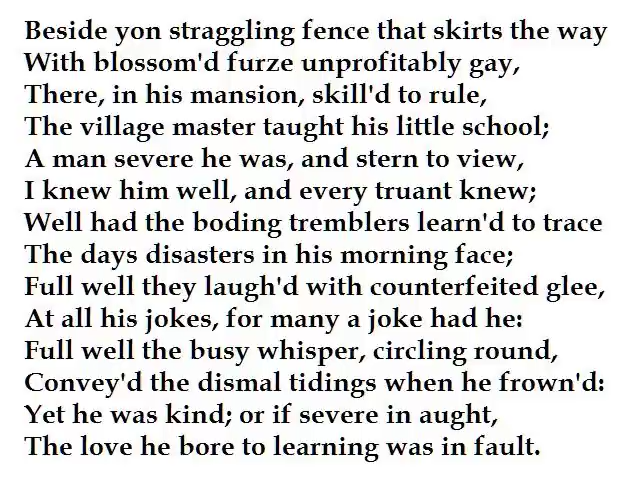 Beside yon straggling fence that skirts the way
With blossom'd furze unprofitably gay,
There, in his mansion, skill'd to rule,
The village master taught his little school;
A man severe he was, and stern to view,
I knew him well, and every truant knew;
Well had the boding tremblers learn'd to trace
The days disasters in his morning face;
Full well they laugh'd with counterfeited glee,
At all his jokes, for many a joke had he:
Full well the busy whisper, circling round,
Convey'd the dismal tidings when he frown'd:
Yet he was kind; or if severe in aught,
The love he bore to learning was in fault.